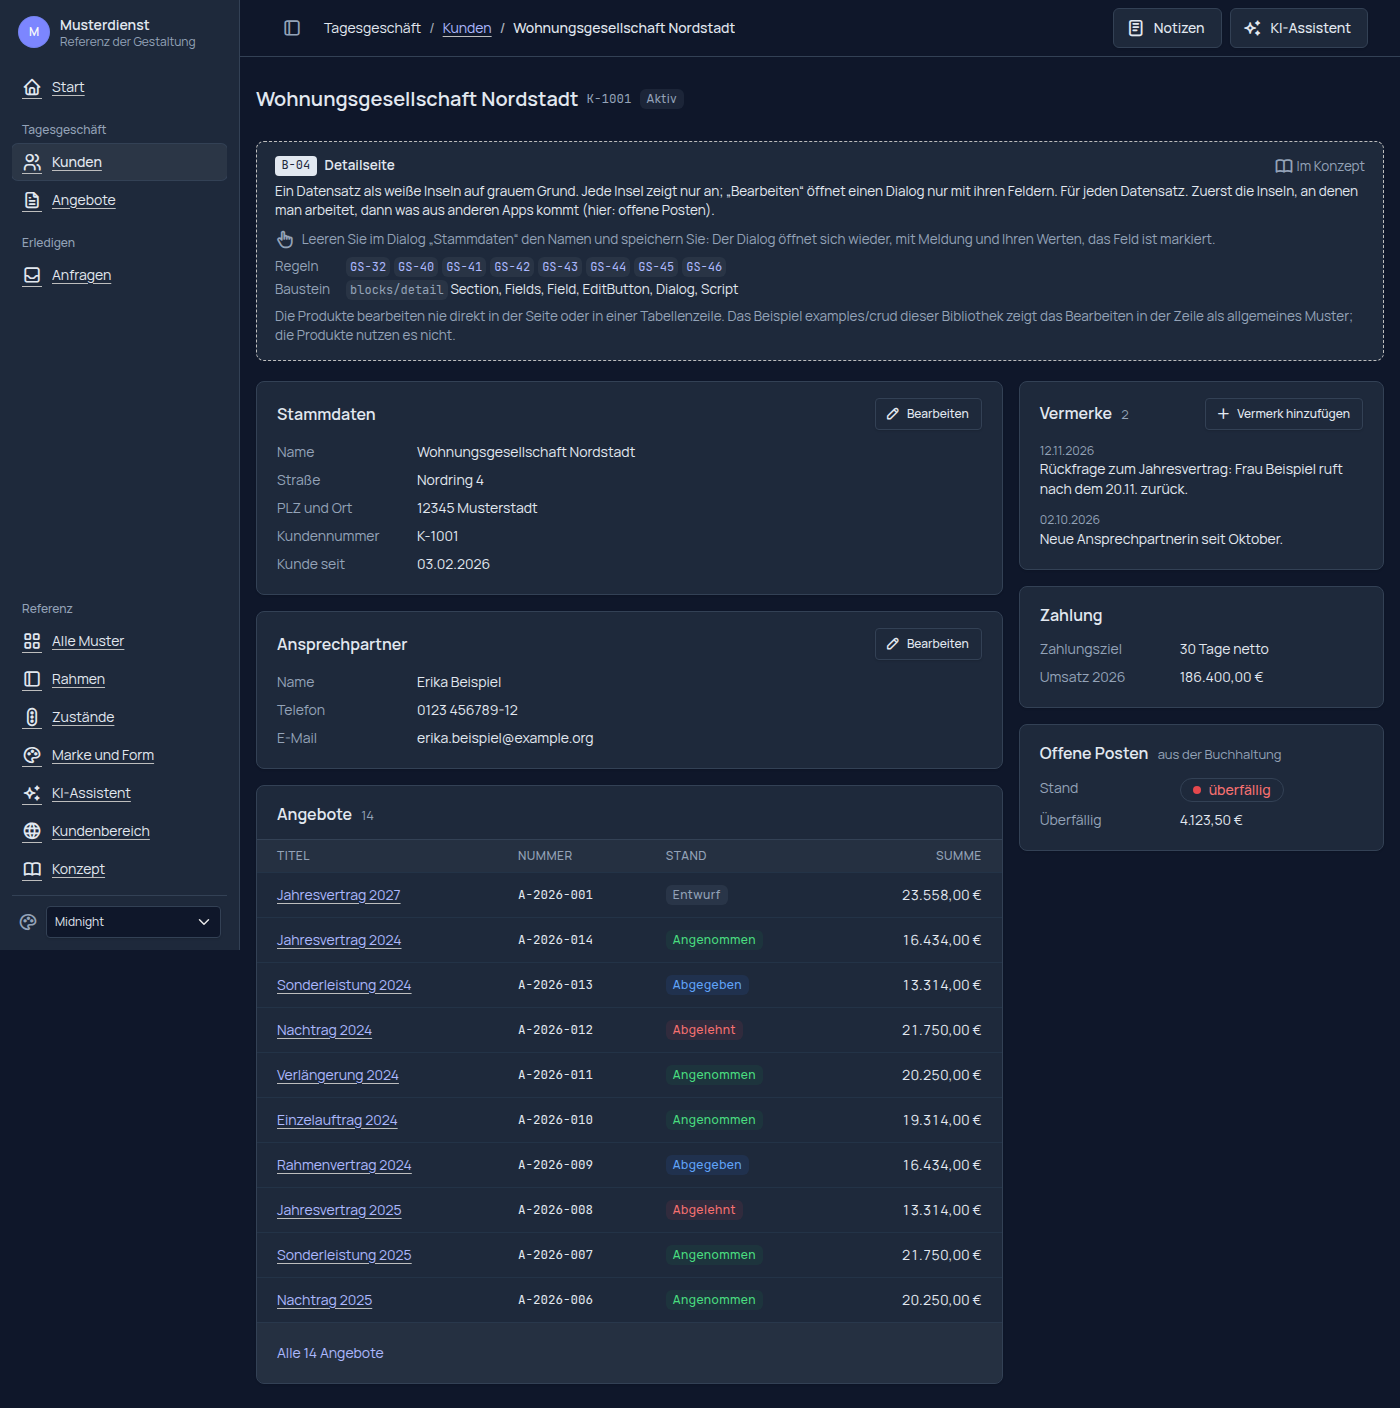 M
Musterdienst
Referenz der Gestaltung
Start
Tagesgeschäft
Kunden
Angebote
Erledigen
Anfragen
Referenz
Alle Muster
Rahmen
Zustände
Marke und Form
KI-Assistent
Kundenbereich
Konzept
Midnight
Tagesgeschäft / Kunden / Wohnungsgesellschaft Nordstadt
Notizen
KI-Assistent
Wohnungsgesellschaft Nordstadt K-1001 Aktiv
B-04 Detailseite
Im Konzept
Ein Datensatz als weiße Inseln auf grauem Grund. Jede Insel zeigt nur an; „Bearbeiten“ öffnet einen Dialog nur mit ihren Feldern. Für jeden Datensatz. Zuerst die Inseln, an denen
man arbeitet, dann was aus anderen Apps kommt (hier: offene Posten).
Leeren Sie im Dialog „Stammdaten“ den Namen und speichern Sie: Der Dialog öffnet sich wieder, mit Meldung und Ihren Werten, das Feld ist markiert.
Regeln GS-32 GS-40 GS-41 GS-42 GS-43 GS-44 GS-45 GS-46
Baustein blocks/detail Section, Fields, Field, EditButton, Dialog, Script
Die Produkte bearbeiten nie direkt in der Seite oder in einer Tabellenzeile. Das Beispiel examples/crud dieser Bibliothek zeigt das Bearbeiten in der Zeile als allgemeines Muster;
die Produkte nutzen es nicht.
Stammdaten
Bearbeiten
Name Wohnungsgesellschaft Nordstadt
Straße Nordring 4
PLZ und Ort 12345 Musterstadt
Kundennummer K-1001
Kunde seit 03.02.2026
Ansprechpartner
Bearbeiten
Name Erika Beispiel
Telefon 0123 456789-12
E-Mail erika.beispiel@example.org
Angebote 14
TITEL NUMMER STAND SUMME
Jahresvertrag 2027 A-2026-001 Entwurf 23.558,00 €
Jahresvertrag 2024 A-2026-014 Angenommen 16.434,00 €
Sonderleistung 2024 A-2026-013 Abgegeben 13.314,00 €
Nachtrag 2024 A-2026-012 Abgelehnt 21.750,00 €
Verlängerung 2024 A-2026-011 Angenommen 20.250,00 €
Einzelauftrag 2024 A-2026-010 Angenommen 19.314,00 €
Rahmenvertrag 2024 A-2026-009 Abgegeben 16.434,00 €
Jahresvertrag 2025 A-2026-008 Abgelehnt 13.314,00 €
Sonderleistung 2025 A-2026-007 Angenommen 21.750,00 €
Nachtrag 2025 A-2026-006 Angenommen 20.250,00 €
Alle 14 Angebote
Vermerke 2
Vermerk hinzufügen
12.11.2026
Rückfrage zum Jahresvertrag: Frau Beispiel ruft
nach dem 20.11. zurück.
02.10.2026
Neue Ansprechpartnerin seit Oktober.
Zahlung
Zahlungsziel 30 Tage netto
Umsatz 2026 186.400,00 €
Offene Posten aus der Buchhaltung
Stand überfällig
Überfällig 4.123,50 €